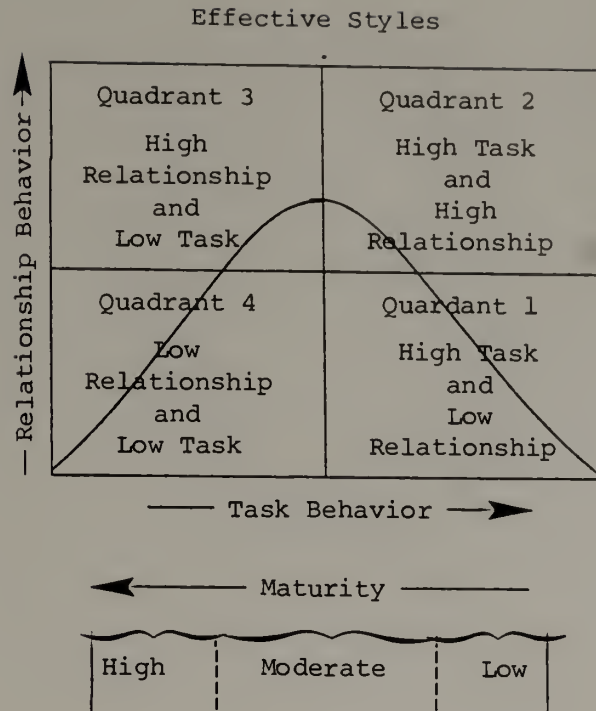 Effective Styles
Relationship Behavior
Quadrant 3
High
Relationship
and
Low Task
Quadrant 2
High Task
and
High
Relationship
Quadrant 4
Low
Relationship
and
Low Task
Quardant 1
High Task
and
Low
Relationship
Task Behavior
Maturity
High Moderate Low